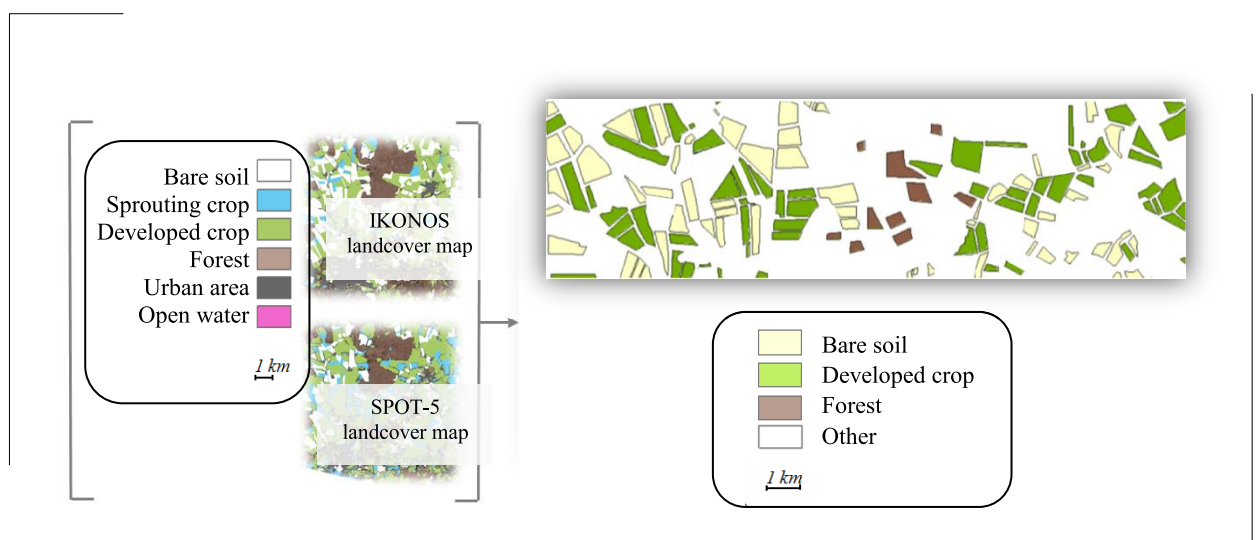 Bare soil
Sprouting crop
Developed crop
Forest
Urban area
Open water
1 km
IKONOS
landcover map
SPOT-5
landcover map
Bare soil
Developed crop
Forest
Other
1 km